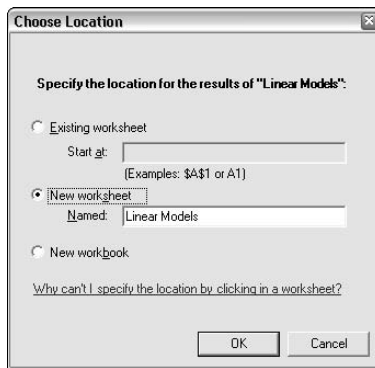 Choose Location
Specify the location for the results of "Linear Models":
Existing worksheet
Start at:
(Examples: $A$1 or A1)
New worksheet
Named: Linear Models
New workbook
Why can't I specify the location by clicking in a worksheet?
OK Cancel